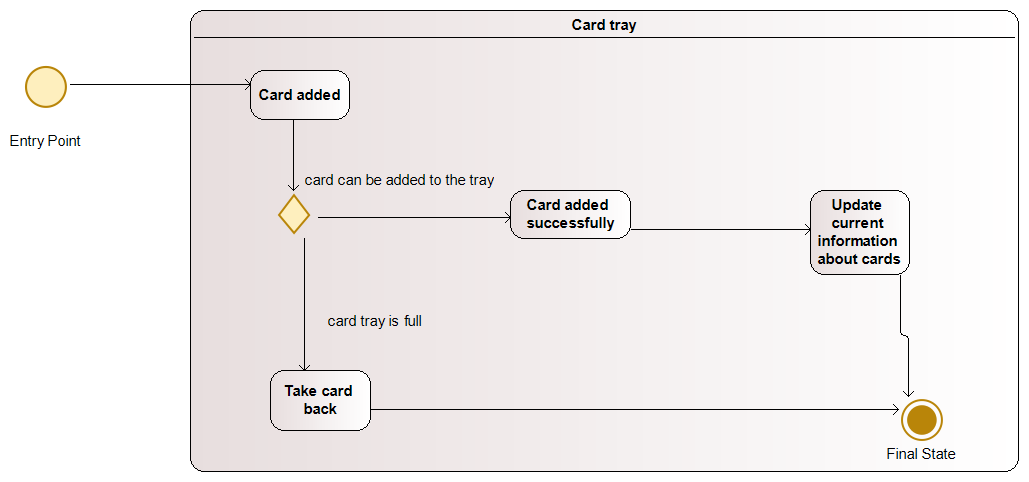 Card tray
Card added
Entry Point
card can be added to the tray
Card added
successfully
Update
current
information
about cards
card tray is full
Take card
back
Final State